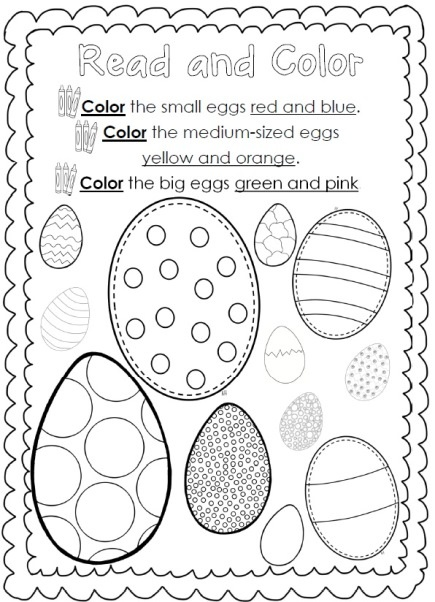 Read and Color
Color the small eggs red and blue.
Color the medium-sized eggs
yellow and orange.
Color the big eggs green and pink